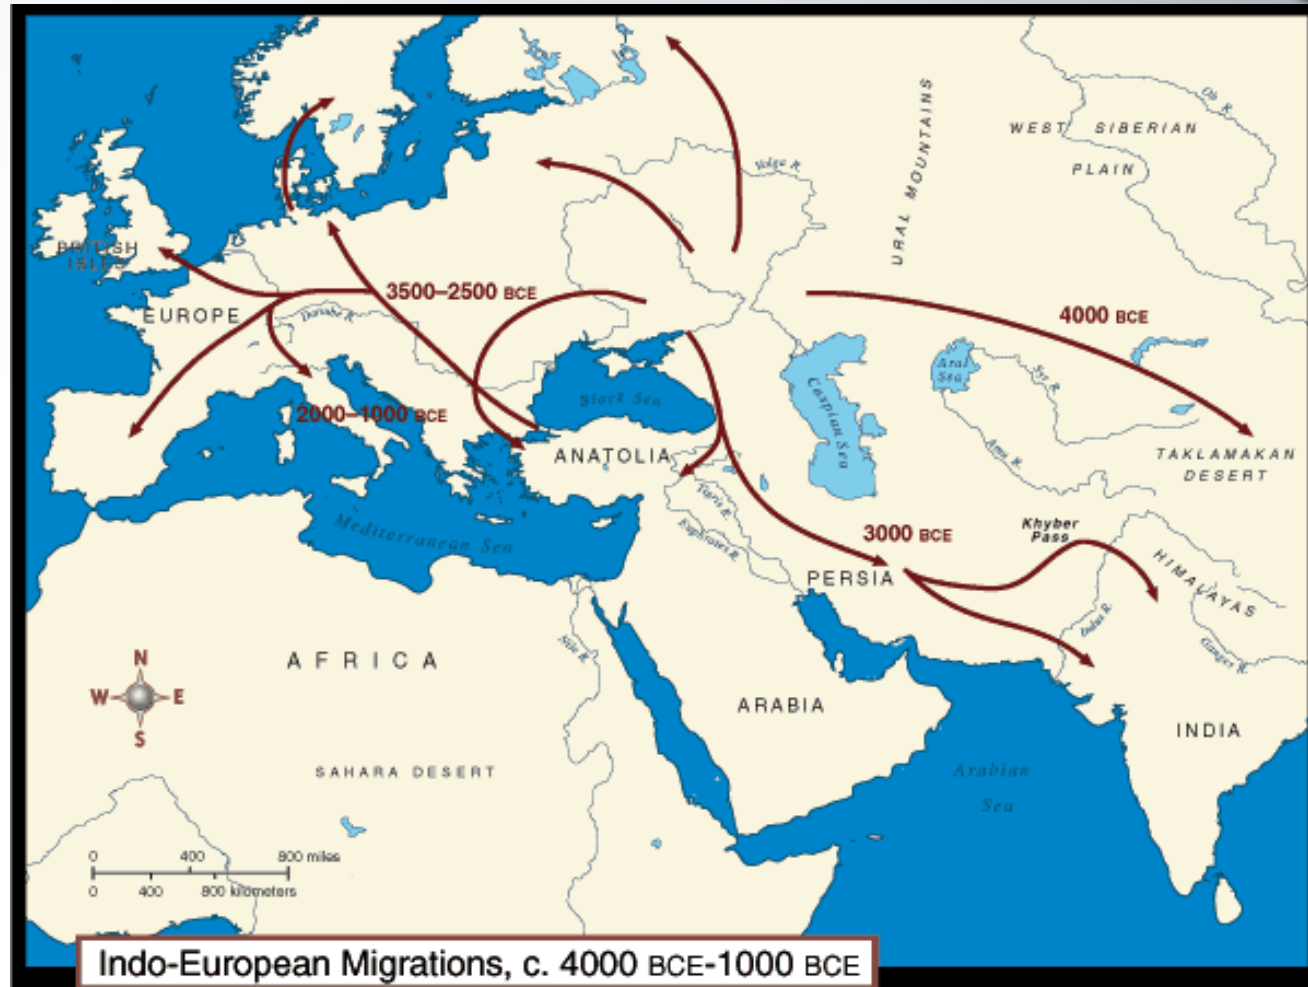 Ob R.
WEST SIBERIAN
PLAIN
URAL MOUNTAINS
Volga R.
BRITISH
ISLES
EUROPE
3500–2500 BCE
Danube R.
4000 BCE
Aral
Sea
Syr R.
Caspian Sea
Black Sea
2000–1000 BCE
ANATOLIA
Amu R.
TAKLAMAKAN
DESERT
Mediterranean Sea
Tigris R.
Euphrates R.
3000 BCE
Khyber
Pass
PERSIA
HIMALAYAS
Indus R.
Ganges R.
Nile R.
AFRICA
N
W E
S
ARABIA
INDIA
SAHARA DESERT
Arabian
Sea
0 400 800 miles
0 400 800 kilometers
Indo-European Migrations, c. 4000 BCE-1000 BCE